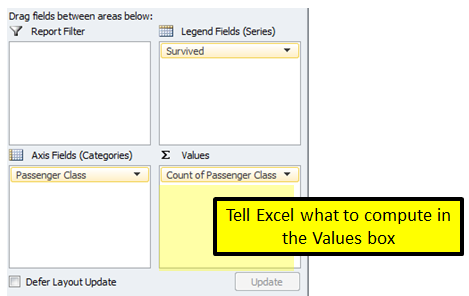 Drag fields between areas below:
Report Filter
Legend Fields (Series)
Survived
Axis Fields (Categories)
Σ Values
Passenger Class
Count of Passenger Class
Tell Excel what to compute in
the Values box
Defer Layout Update
Update